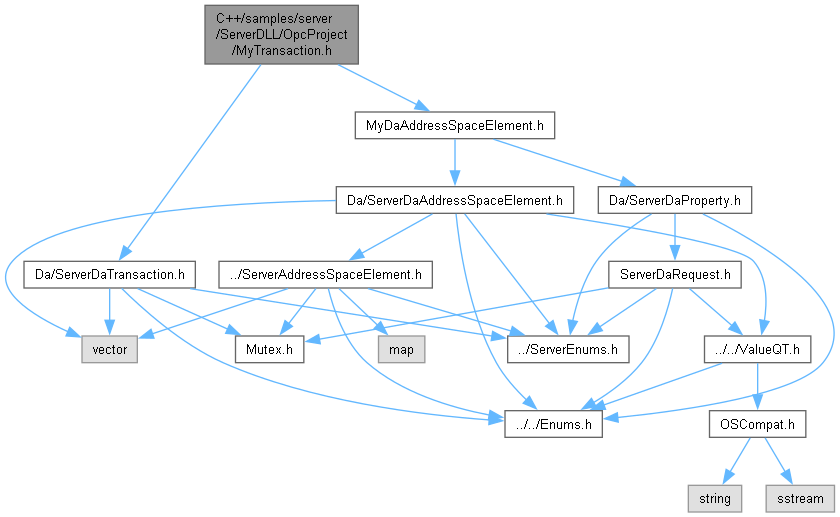 C++/samples/server
/ServerDLL/OpcProject
/MyTransaction.h
MyDaAddressSpaceElement.h
Da/ServerDaAddressSpaceElement.h
Da/ServerDaProperty.h
Da/ServerDaTransaction.h
../ServerAddressSpaceElement.h
ServerDaRequest.h
vector
Mutex.h
map
../ServerEnums.h
../../ValueQT.h
../../Enums.h
OSCompat.h
string
sstream